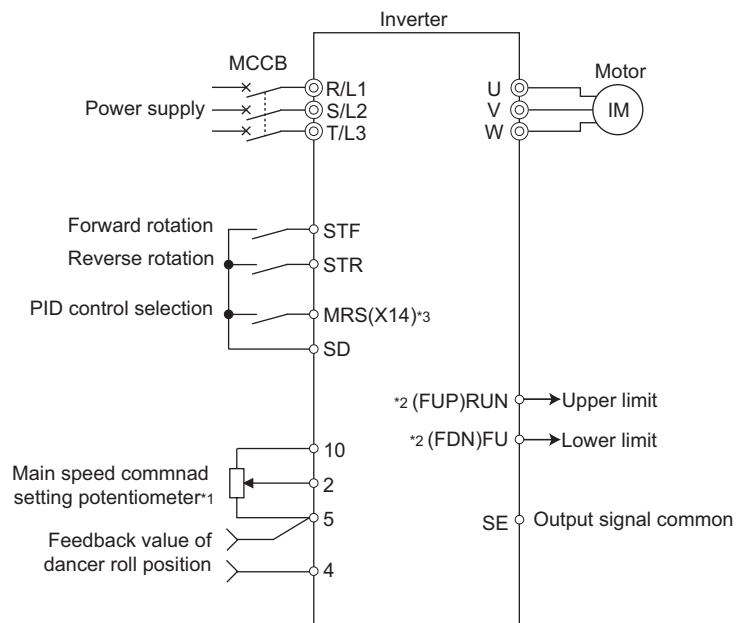 Inverter
MCCB
Motor
R/L1
U
Power supply
S/L2
V
IM
T/L3
W
Forward rotation
STF
Reverse rotation
STR
PID control selection
MRS(X14)*3
SD
*2 (FUP)RUN
Upper limit
*2 (FDN)FU
Lower limit
10
Main speed commnad
setting potentiometer*1
2
5
SE
Output signal common
Feedback value of
dancer roll position
4